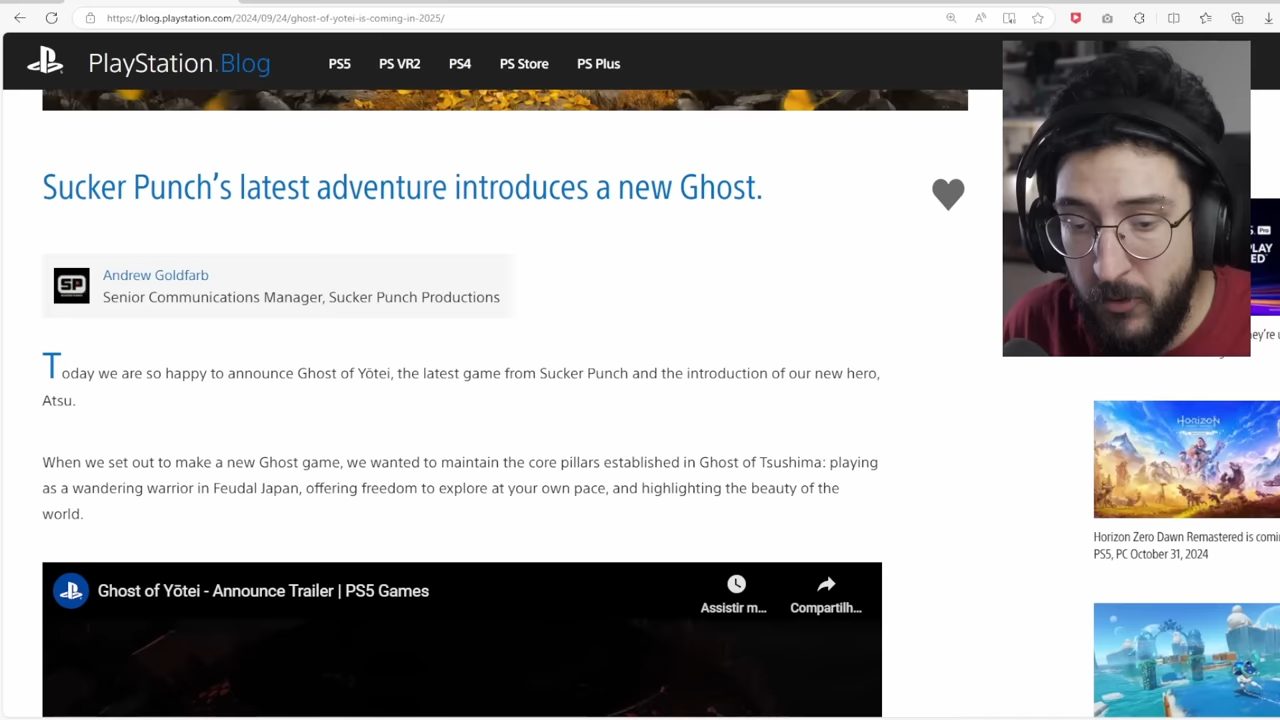 https://blog.playstation.com/2024/09/24/ghost-of-yotei-is-coming-in-2025/
PlayStation.Blog
PS5
PS VR2
PS4
PS Store
PS Plus
Sucker Punch's latest adventure introduces a new Ghost.
SP
Andrew Goldfarb
Senior Communications Manager, Sucker Punch Productions
Today we are so happy to announce Ghost of Yōtei, the latest game from Sucker Punch and the introduction of our new hero,
Atsu.
When we set out to make a new Ghost game, we wanted to maintain the core pillars established in Ghost of Tsushima: playing
as a wandering warrior in Feudal Japan, offering freedom to explore at your own pace, and highlighting the beauty of the
world.
Ghost of Yōtei - Announce Trailer | PS5 Games
Assistir m...
Compartilh...
Pro
HORIZON
Horizon Zero Dawn Remastered is comi
PS5, PC October 31, 2024